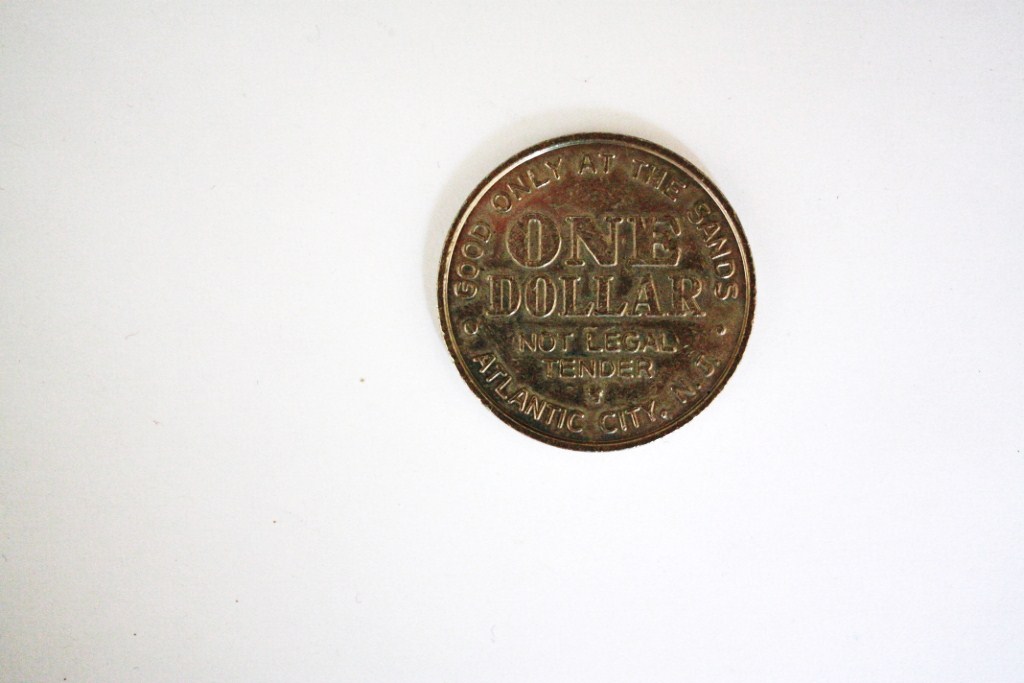 GOOD ONLY AT THE SANDS
ONE
DOLLAR
NOT LEGAL
TENDER
ATLANTIC CITY, N.J.